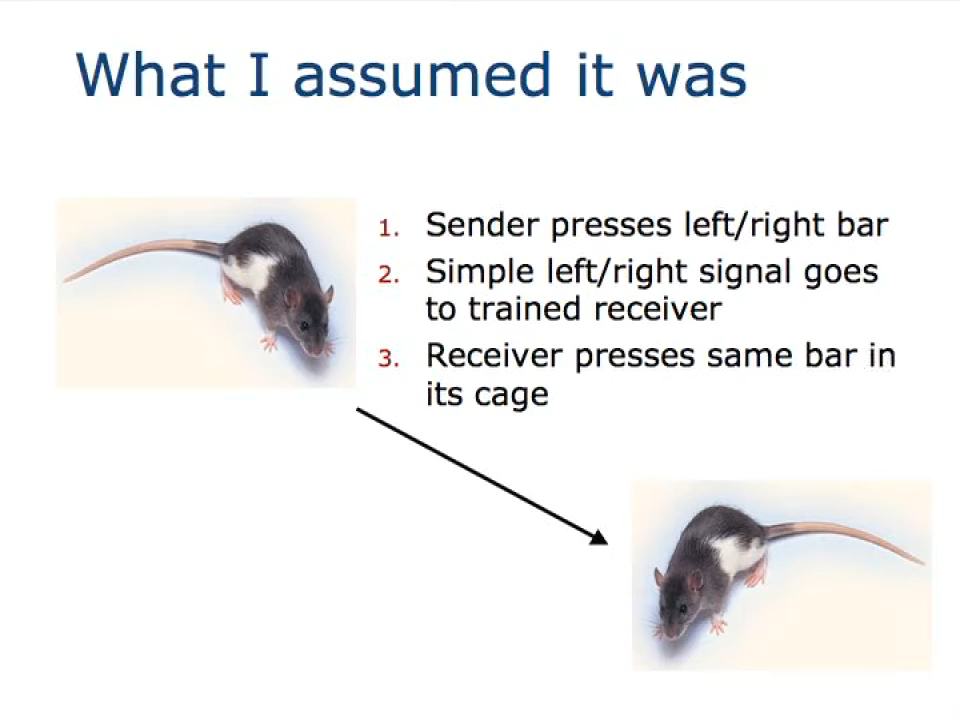 What I assumed it was
1. Sender presses left/right bar
2. Simple left/right signal goes
to trained receiver
3. Receiver presses same bar in
its cage